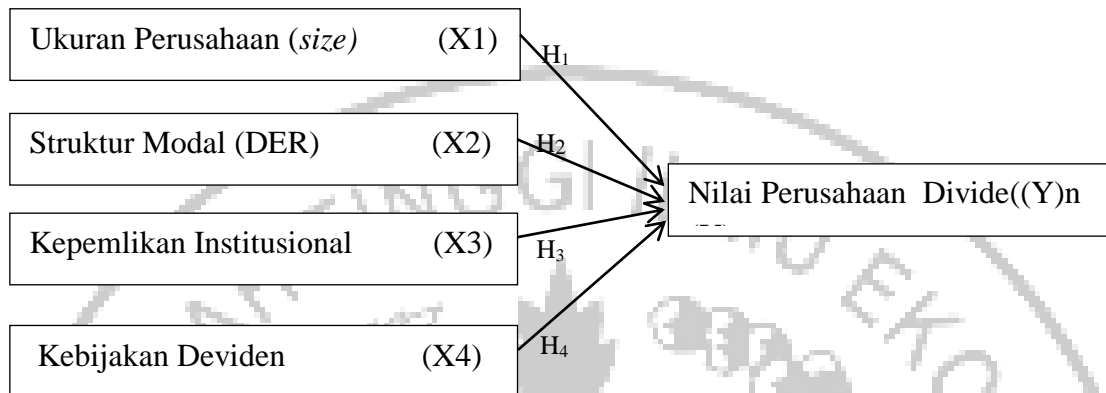 Ukuran Perusahaan (size) (X1)
H1
Struktur Modal (DER) (X2)
H2
Nilai Perusahaan Divide((Y)n
Kepemlikan Institusional (X3)
H3
Kebijakan Deviden (X4)
H4